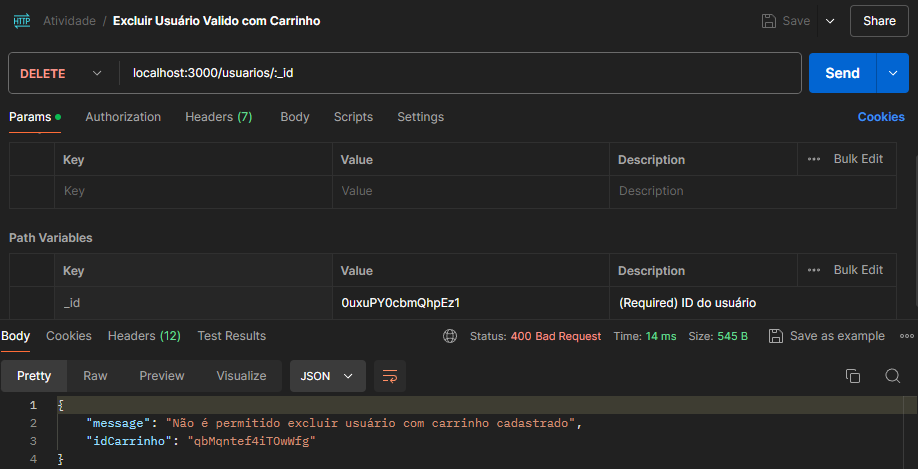 HTTP Atividade / Excluir Usuário Valido com Carrinho Save Share
DELETE localhost:3000/usuarios/:_id Send
Params Authorization Headers (7) Body Scripts Settings Cookies
Key Value Description Bulk Edit
Key Value Description
Path Variables
Key Value Description Bulk Edit
_id 0uxuPY0cbmQhpEz1 (Required) ID do usuário
Body Cookies Headers (12) Test Results Status: 400 Bad Request Time: 14 ms Size: 545 B Save as example
Pretty Raw Preview Visualize JSON
1 {
2 "message": "Não é permitido excluir usuário com carrinho cadastrado",
3 "idCarrinho": "qbMqntef4iTOwWfg"
4 }